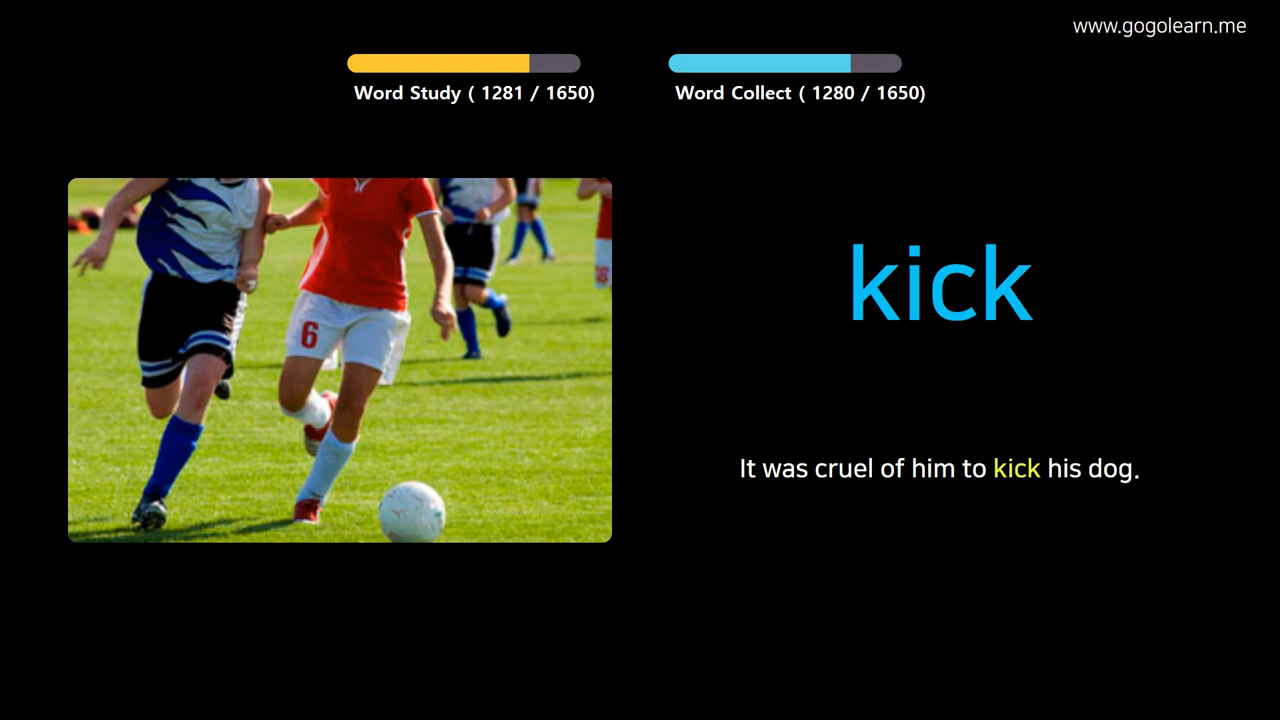 www.gogolearn.me
Word Study ( 1281 / 1650)
Word Collect ( 1280 / 1650)
6
kick
It was cruel of him to kick his dog.